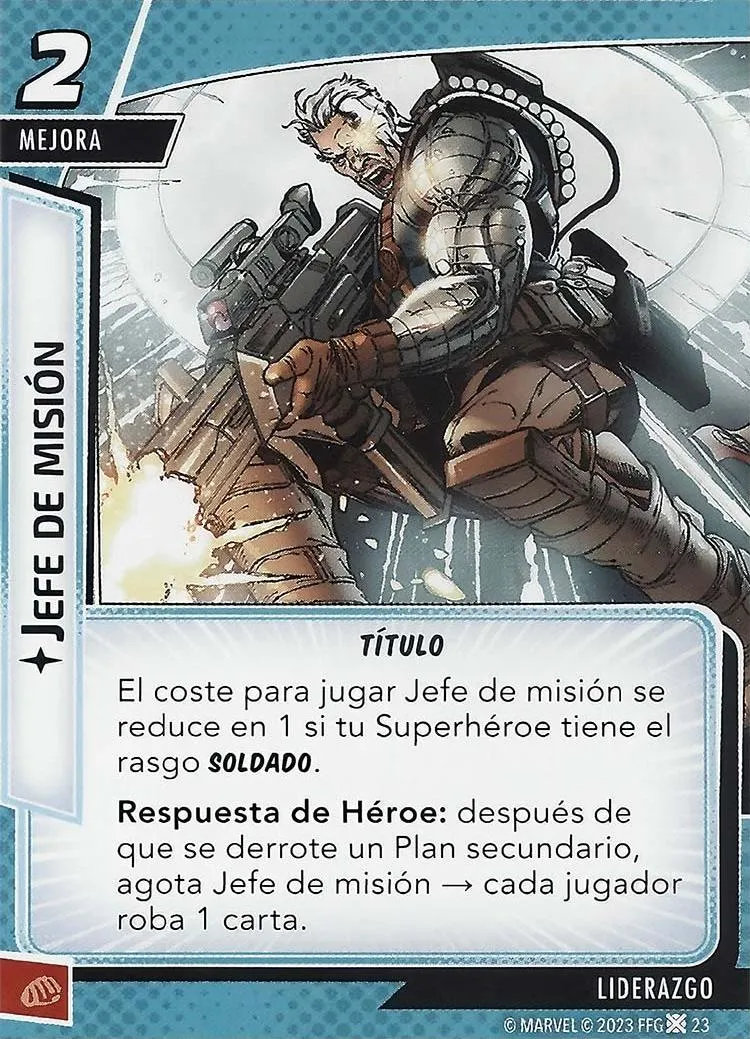 2
MEJORA
JEFE DE MISIÓN
TÍTULO
El coste para jugar Jefe de misión se
reduce en 1 si tu Superhéroe tiene el
rasgo SOLDADO.
Respuesta de Héroe: después de
que se derrote un Plan secundario,
agota Jefe de misión → cada jugador
roba 1 carta.
LIDERAZGO
© MARVEL © 2023 FFG 23